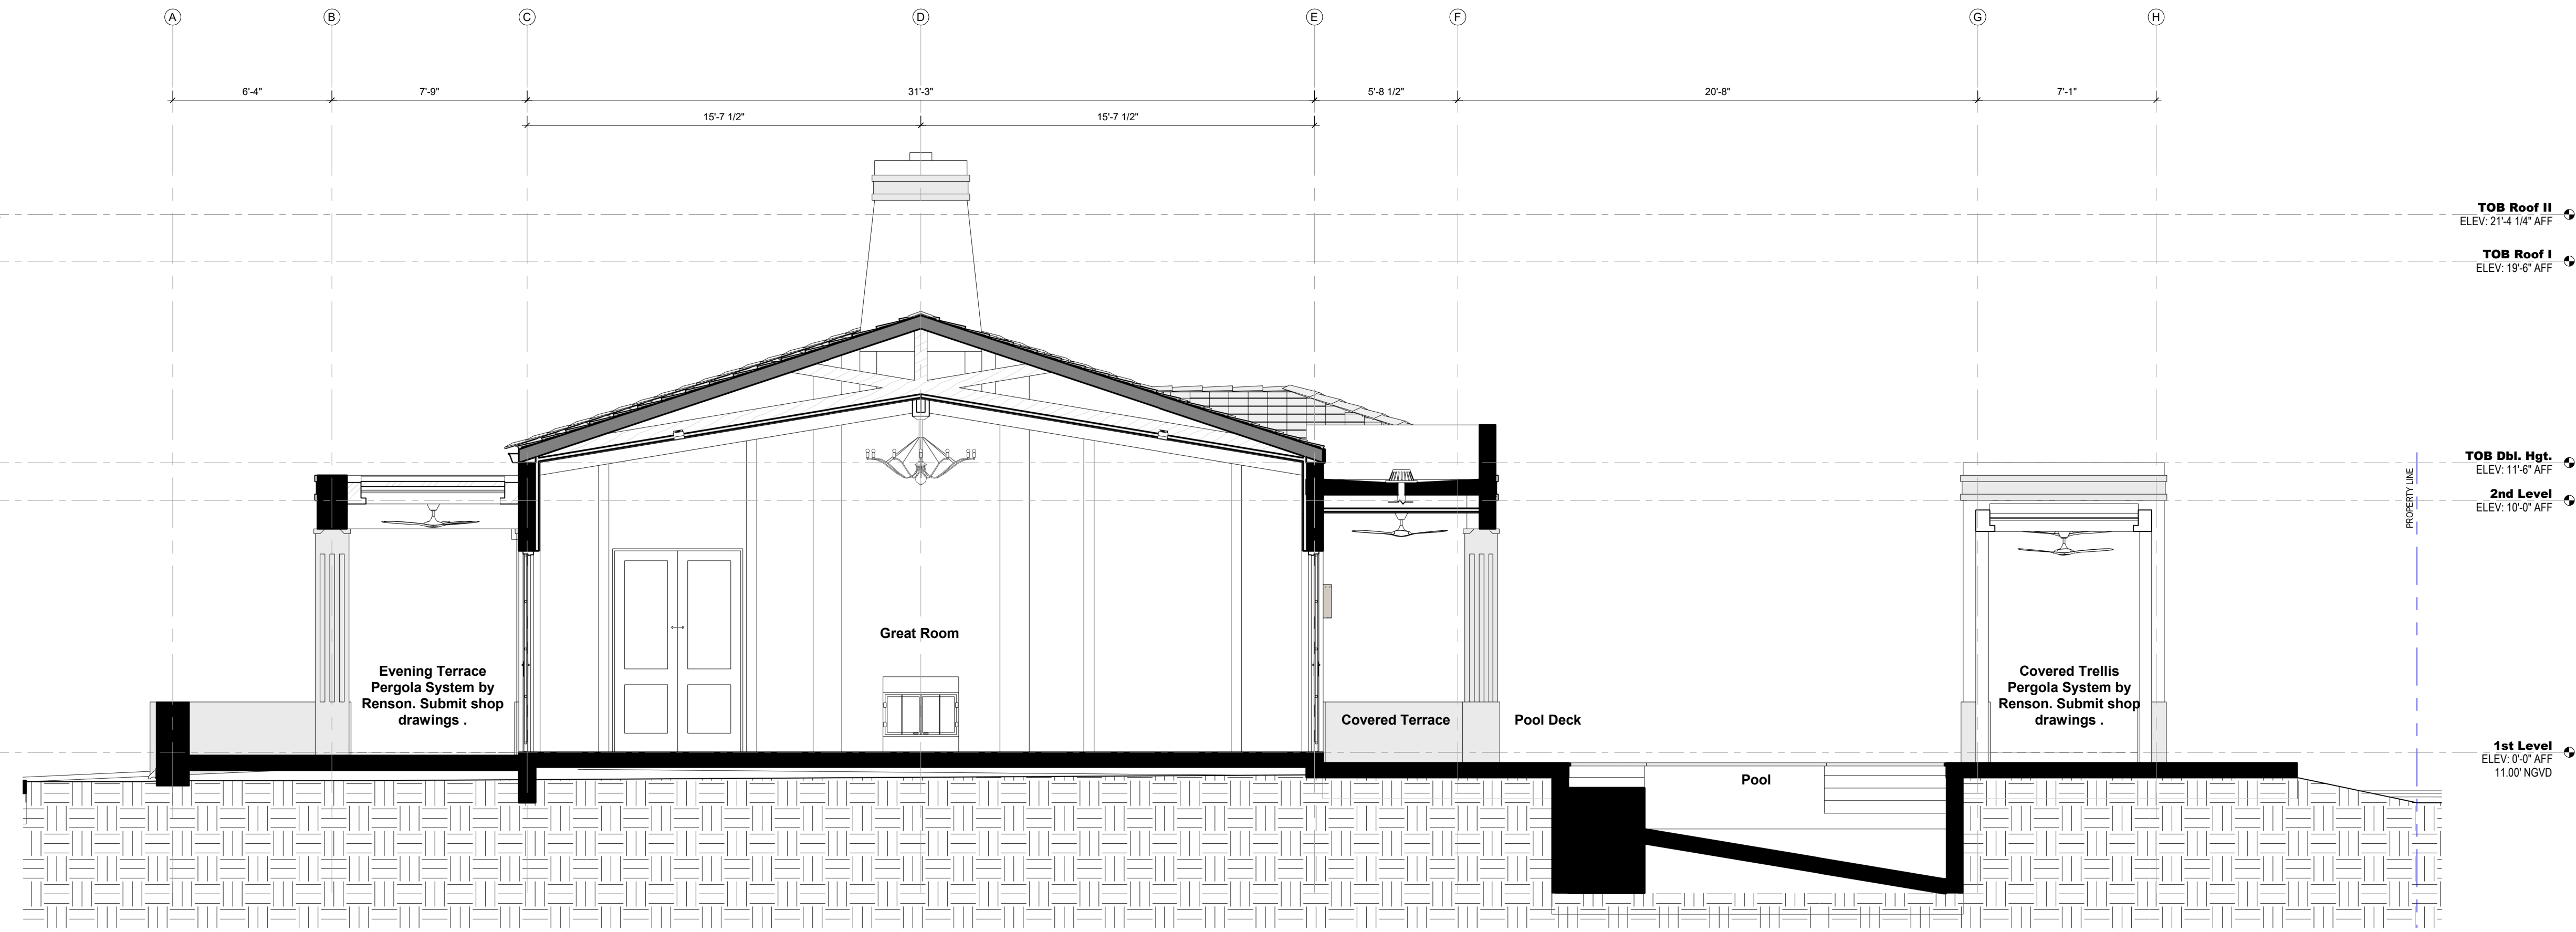 A
B
C
D
E
F
G
H
6'-4"
7'-9"
31'-3"
5'-8 1/2"
20'-8"
7'-1"
15'-7 1/2"
15'-7 1/2"
TOB Roof II
ELEV: 21'-4 1/4" AFF
TOB Roof I
ELEV: 19'-6" AFF
TOB Dbl. Hgt.
ELEV: 11'-6" AFF
2nd Level
ELEV: 10'-0" AFF
PROPERTY LINE
Great Room
Evening Terrace
Pergola System by
Renson. Submit shop
drawings .
Covered Terrace
Pool Deck
Covered Trellis
Pergola System by
Renson. Submit shop
drawings .
Pool
1st Level
ELEV: 0'-0" AFF
11.00' NGVD